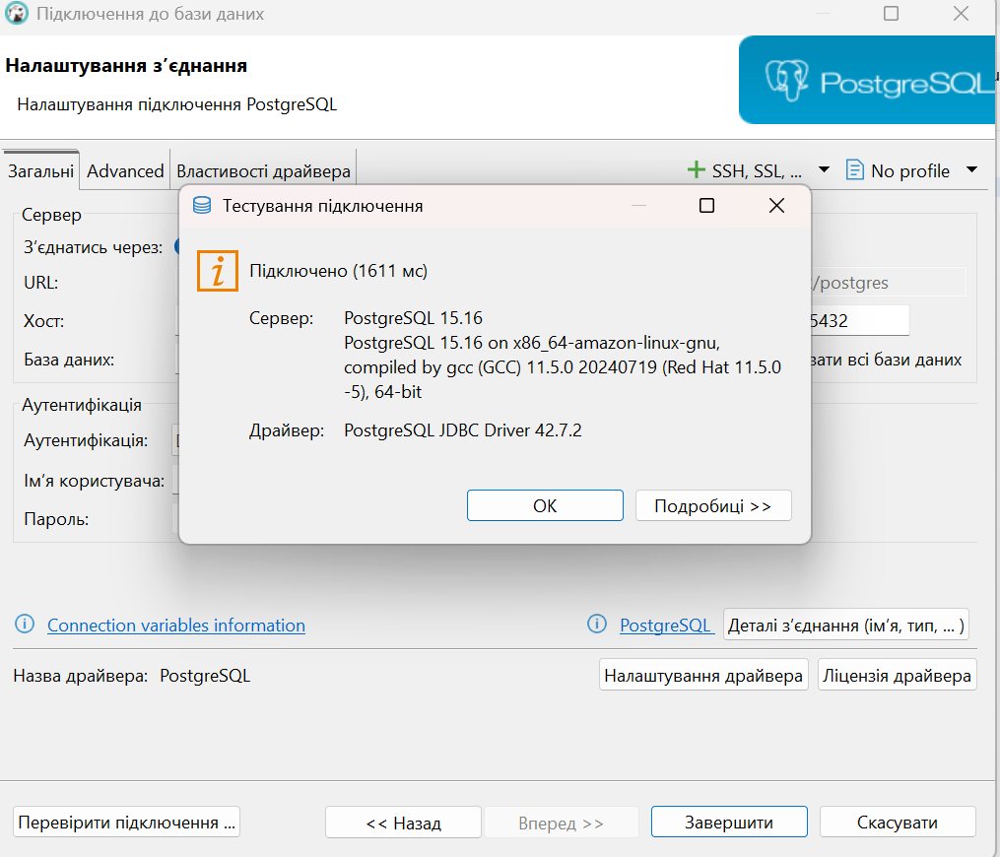 Підключення до бази даних
Налаштування з’єднання
Налаштування підключення PostgreSQL
PostgreSQL
Загальні
Advanced
Властивості драйвера
SSH, SSL, ...
No profile
Сервер
З’єднатись через:
URL:
/postgres
Хост:
5432
База даних:
всі бази даних
Аутентифікація
Аутентифікація:
Ім’я користувача:
Пароль:
Тестування підключення
Підключено (1611 мс)
Сервер:
PostgreSQL 15.16
PostgreSQL 15.16 on x86_64-amazon-linux-gnu,
compiled by gcc (GCC) 11.5.0 20240719 (Red Hat 11.5.0
-5), 64-bit
Драйвер:
PostgreSQL JDBC Driver 42.7.2
OK
Подробиці >>
Connection variables information
PostgreSQL
Деталі з’єднання (ім’я, тип, ... )
Назва драйвера:
PostgreSQL
Налаштування драйвера
Ліцензія драйвера
Перевірити підключення ...
<< Назад
Вперед >>
Завершити
Скасувати